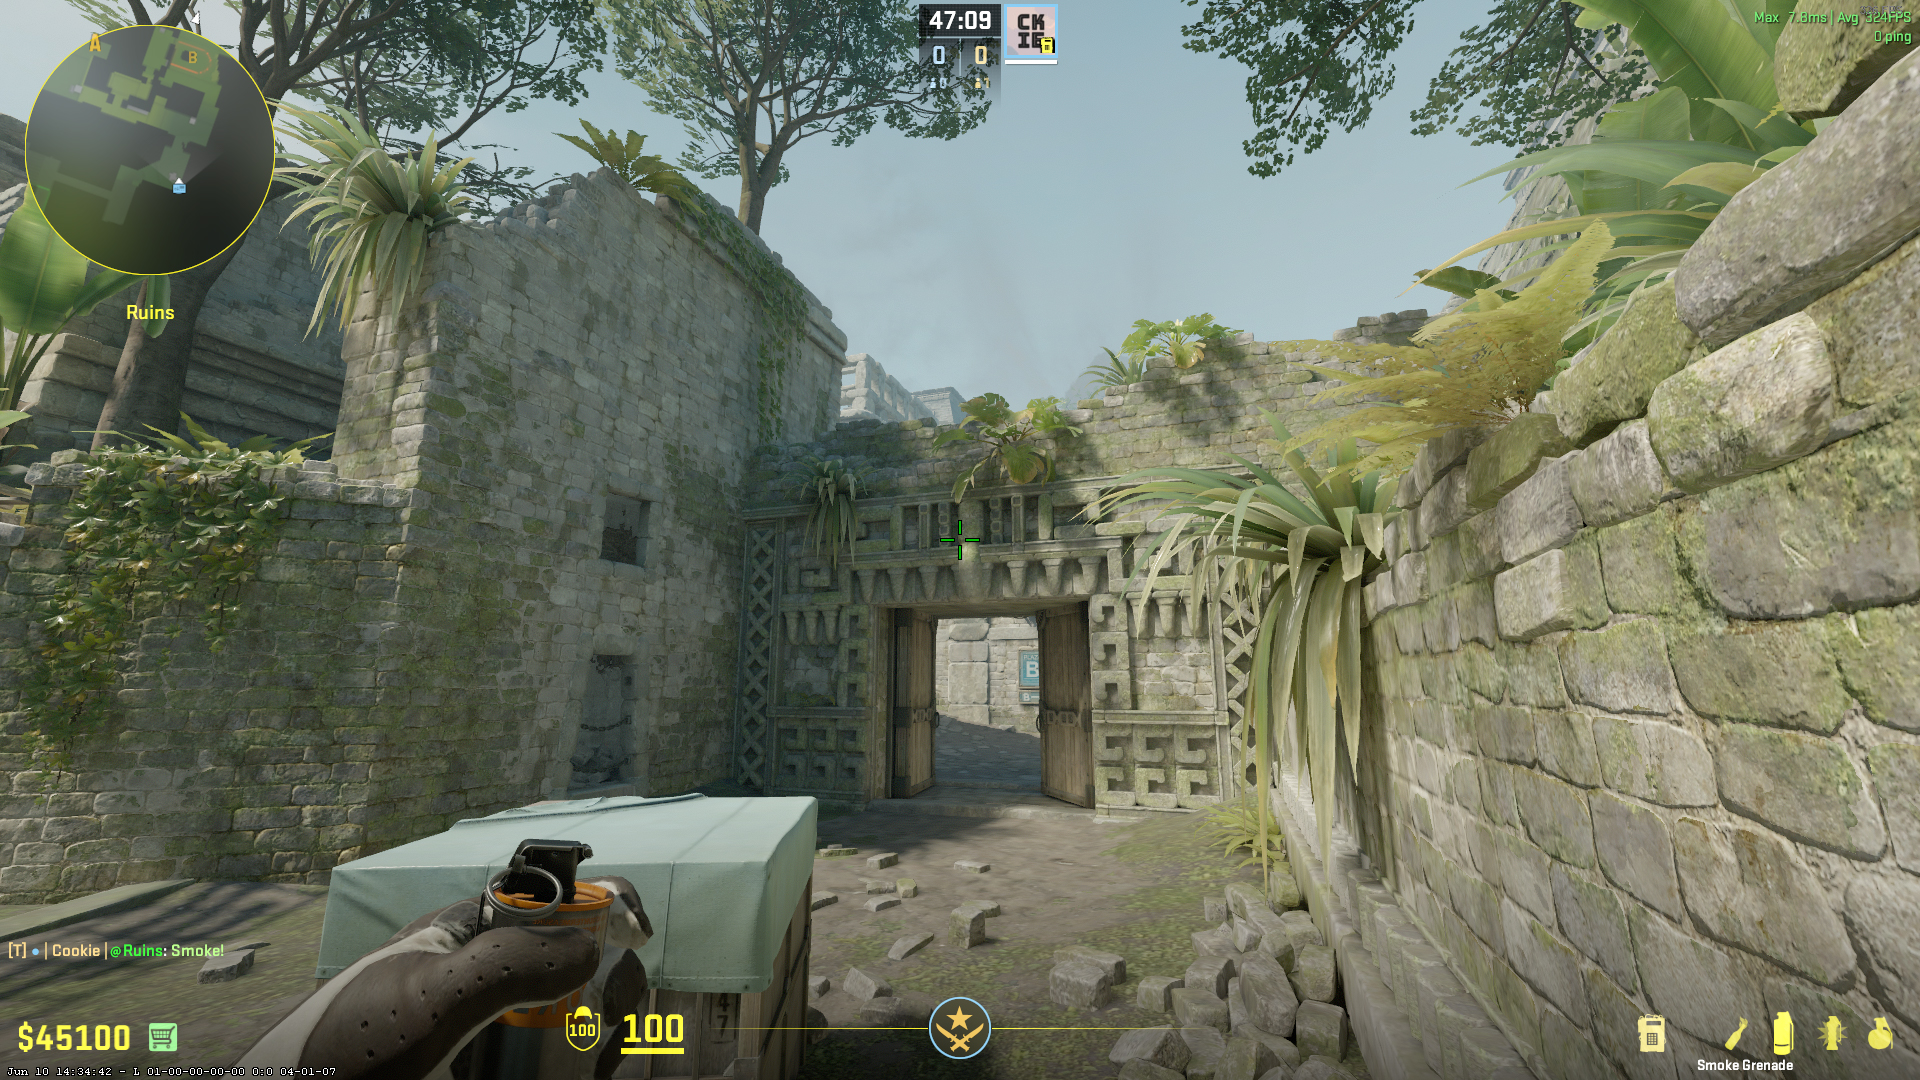 A
B
Ruins
47:09
0 0
CK
IE
Max 7.8ms | Avg 324FPS
0 ping
B
[T] ● | Cookie | @Ruins: Smoke!
$45100
100
100
Smoke Grenade
Jun 10 14:34:42 - L 01-00-00-00-00 0:0 04-01-07